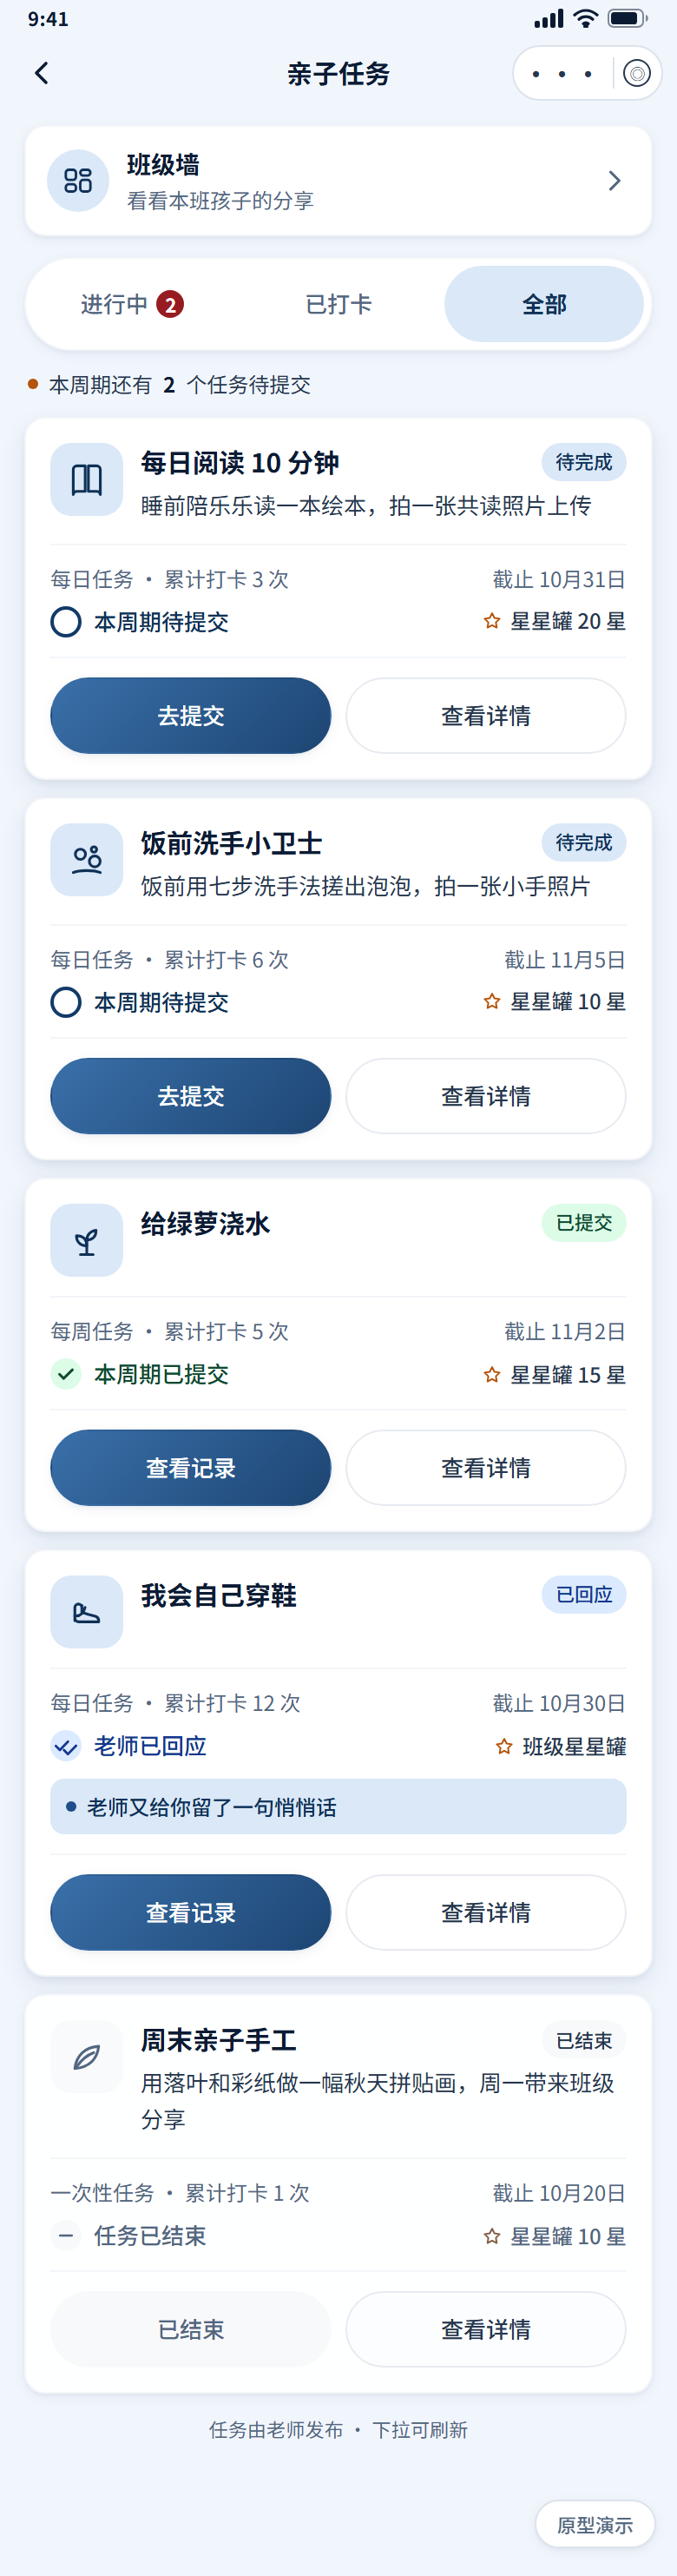 9:41
亲子任务
班级墙
看看本班孩子的分享
进行中 2 已打卡 全部
本周期还有 2 个任务待提交
每日阅读 10 分钟 待完成
睡前陪乐乐读一本绘本，拍一张共读照片上传
每日任务 · 累计打卡 3 次 截止 10月31日
本周期待提交 星星罐 20 星
去提交 查看详情
饭前洗手小卫士 待完成
饭前用七步洗手法搓出泡泡，拍一张小手照片
每日任务 · 累计打卡 6 次 截止 11月5日
本周期待提交 星星罐 10 星
去提交 查看详情
给绿萝浇水 已提交
每周任务 · 累计打卡 5 次 截止 11月2日
本周期已提交 星星罐 15 星
查看记录 查看详情
我会自己穿鞋 已回应
每日任务 · 累计打卡 12 次 截止 10月30日
老师已回应 班级星星罐
老师又给你留了一句悄悄话
查看记录 查看详情
周末亲子手工 已结束
用落叶和彩纸做一幅秋天拼贴画，周一带来班级
分享
一次性任务 · 累计打卡 1 次 截止 10月20日
任务已结束 星星罐 10 星
已结束 查看详情
任务由老师发布 · 下拉可刷新
原型演示